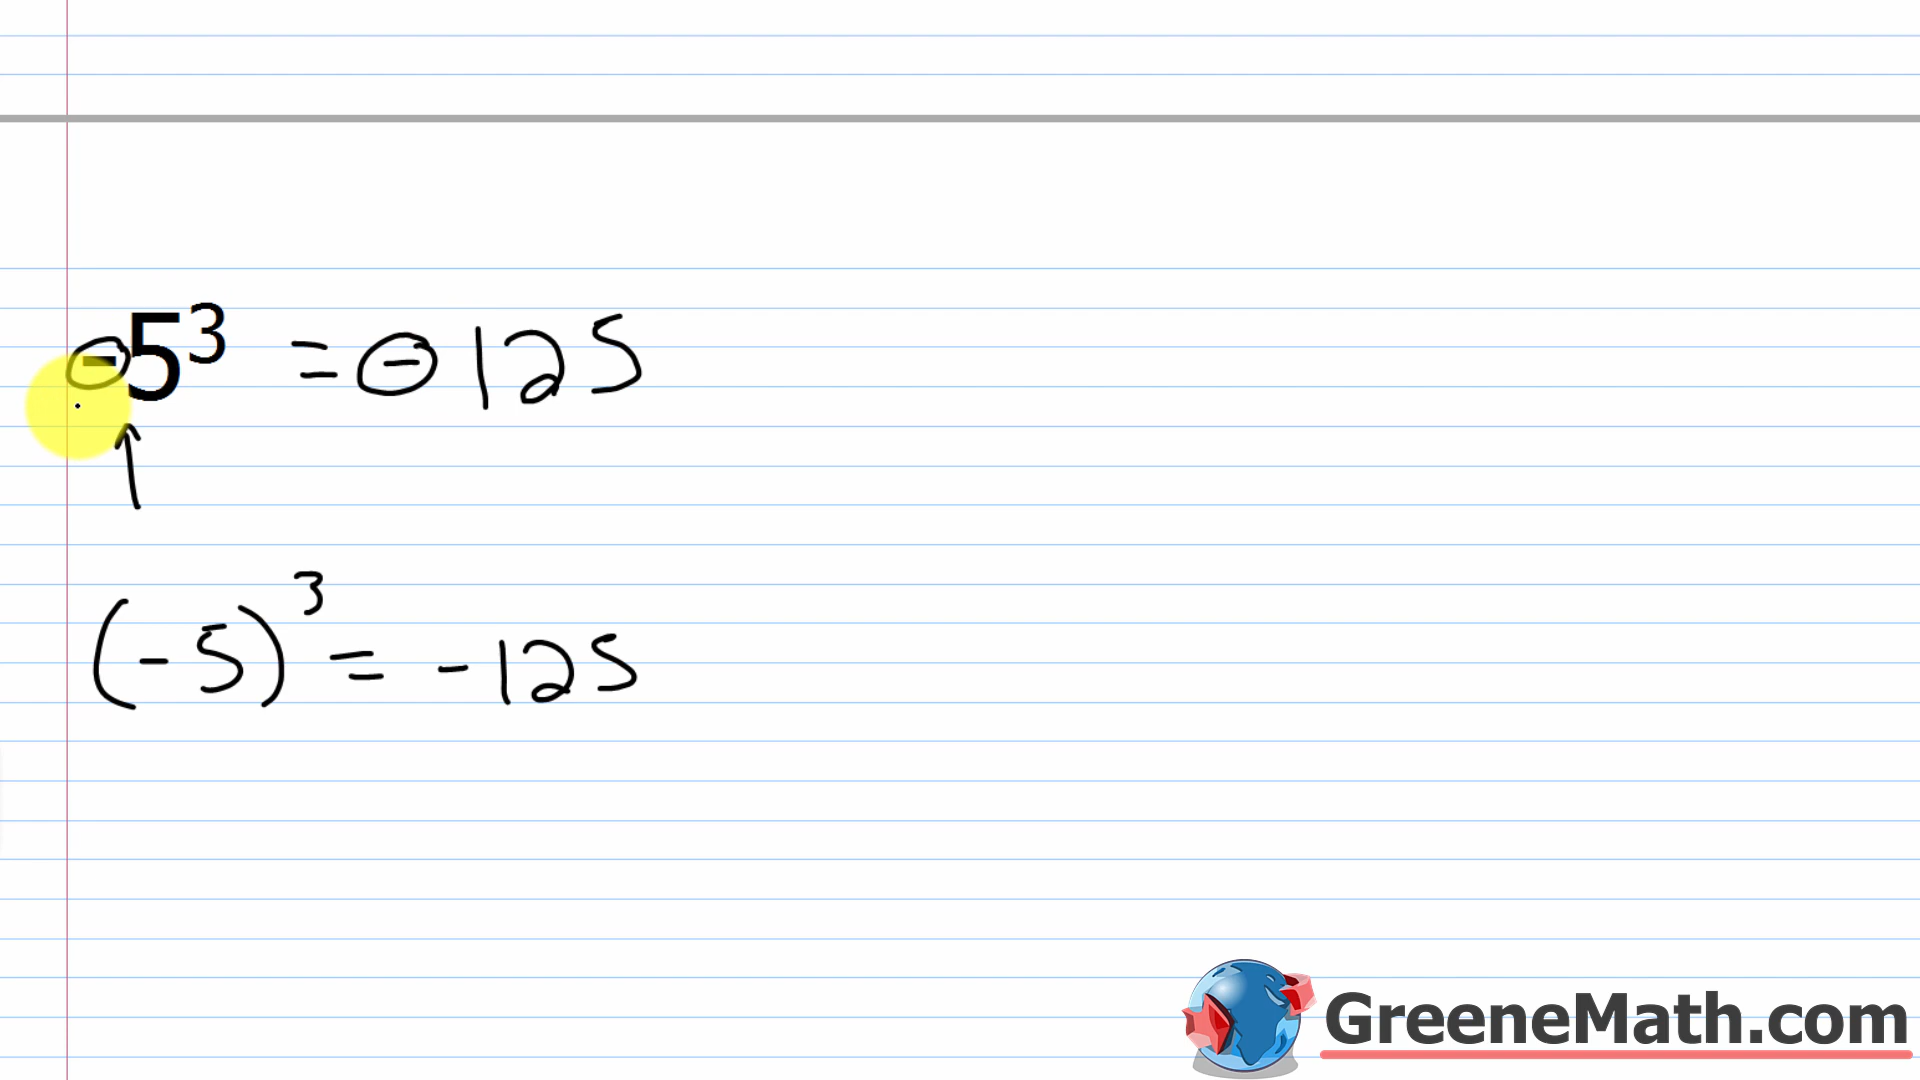 -5³ = -125
(-5)³ = -125
GreeneMath.com